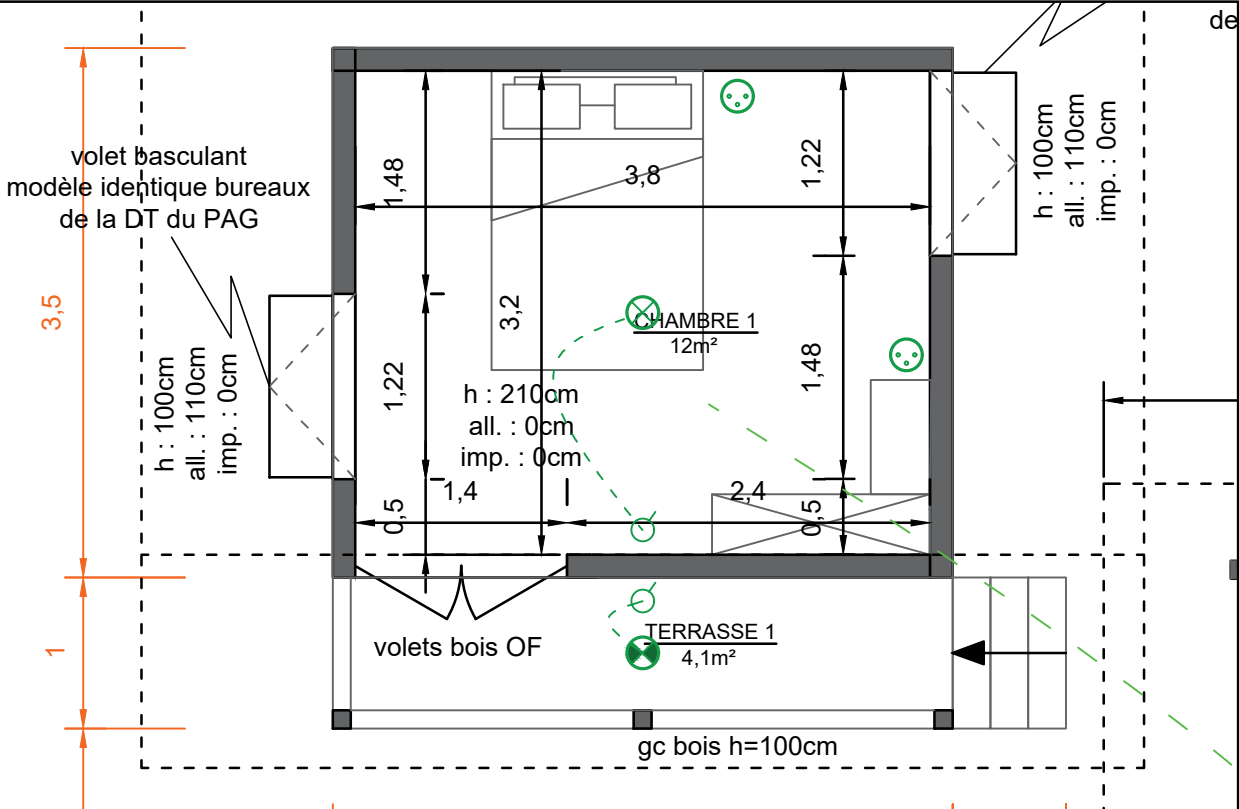 de
volet basculant
modèle identique bureaux
de la DT du PAG
h : 100cm
all. : 110cm
imp. : 0cm
3,5
1
1,48
1,22
0,5
3,2
3,8
1,22
1,48
0,5
CHAMBRE 1
12m²
h : 210cm
all. : 0cm
imp. : 0cm
1,4
2,4
h : 100cm
all. : 110cm
imp. : 0cm
volets bois OF
TERRASSE 1
4,1m²
gc bois h=100cm